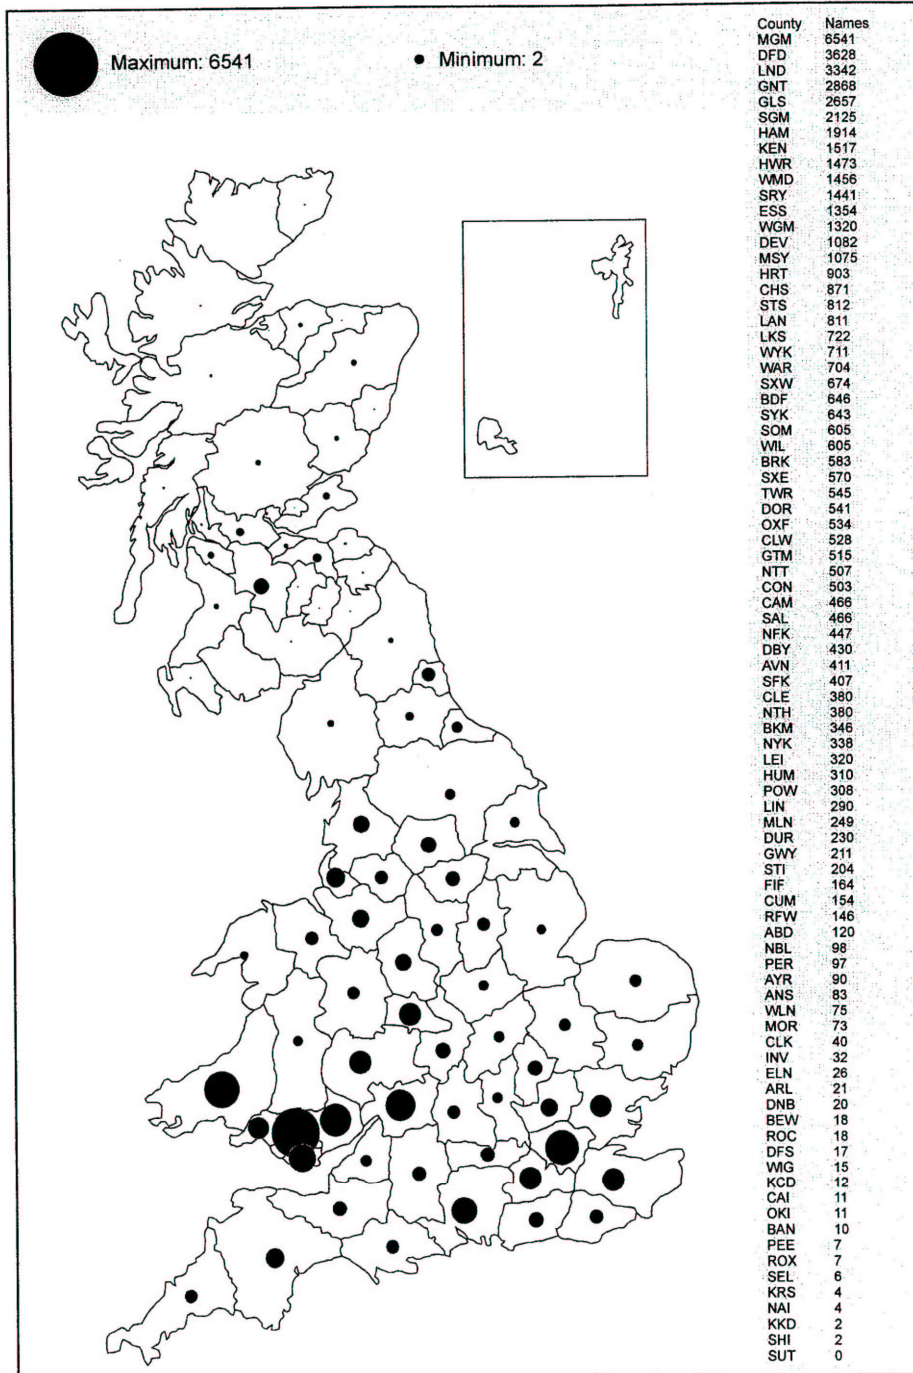 Maximum: 6541
Minimum: 2
County Names
MGM 6541
DFD 3628
LND 3342
GNT 2868
GLS 2657
SGM 2125
HAM 1914
KEN 1517
HWR 1473
WMD 1456
SRY 1441
ESS 1354
WGM 1320
DEV 1082
MSY 1075
HRT 903
CHS 871
STS 812
LAN 811
LKS 722
WYK 711
WAR 704
SXW 674
BDF 646
SYK 643
SOM 605
WIL 605
BRK 583
SXE 570
TWR 545
DOR 541
OXF 534
CLW 528
GTM 515
NTT 507
CON 503
CAM 466
SAL 466
NFK 447
DBY 430
AVN 411
SFK 407
CLE 380
NTH 380
BKM 346
NYK 338
LEI 320
HUM 310
POW 308
LIN 290
MLN 249
DUR 230
GWY 211
STI 204
FIF 164
CUM 154
RFW 146
ABD 120
NBL 98
PER 97
AYR 90
ANS 83
WLN 75
MOR 73
CLK 40
INV 32
ELN 26
ARL 21
DNB 20
BEW 18
ROC 18
DFS 17
WIG 15
KCD 12
CAI 11
OKI 11
BAN 10
PEE 7
ROX 7
SEL 6
KRS 4
NAI 4
KKD 2
SHI 2
SUT 0